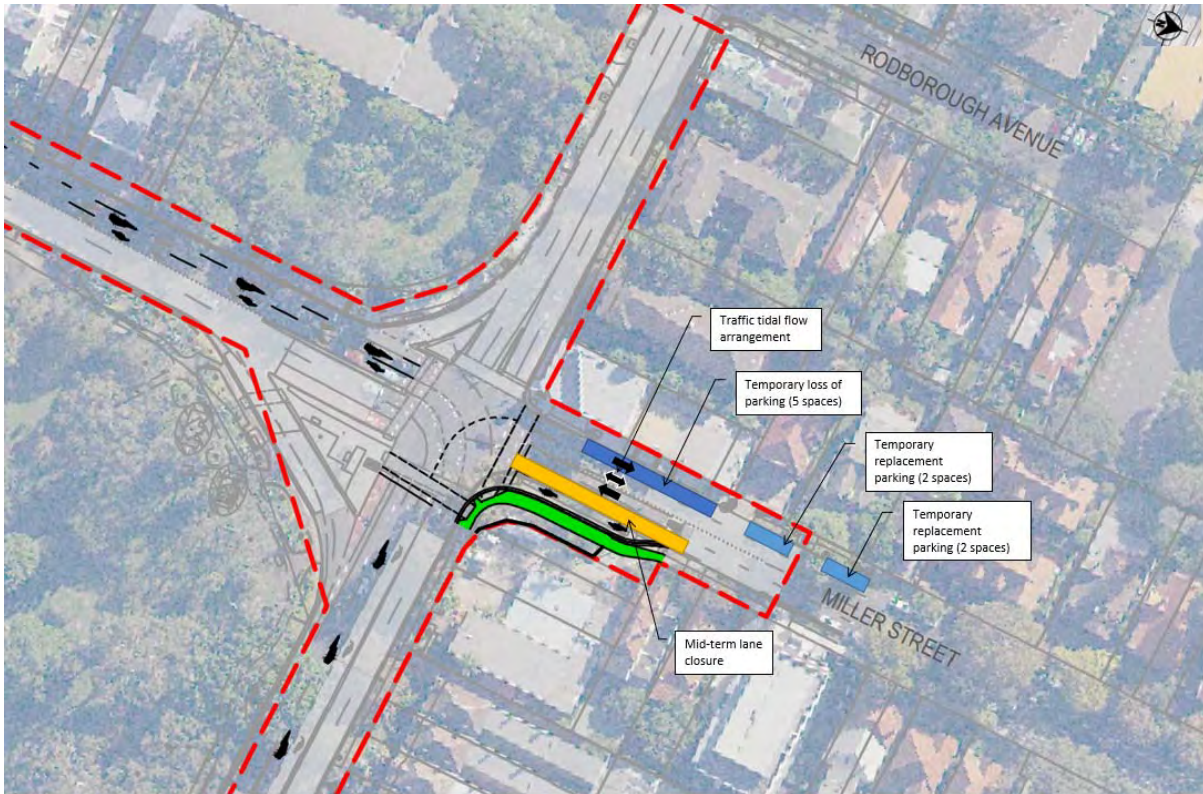 N
RODBOROUGH AVENUE
Traffic tidal flow
arrangement
Temporary loss of
parking (5 spaces)
Temporary
replacement
parking (2 spaces)
Temporary
replacement
parking (2 spaces)
MILLER STREET
Mid-term lane
closure